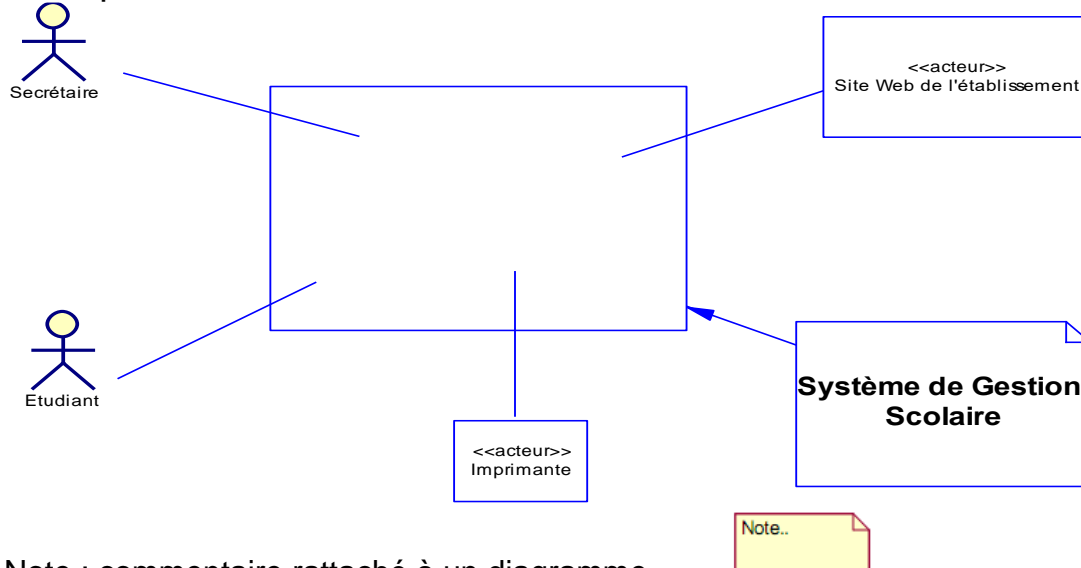 Secrétaire
<<acteur>>
Site Web de l'établissement
Etudiant
<<acteur>>
Imprimante
Système de Gestion
Scolaire
Note..
Note : commentaire rattaché à un diagramme